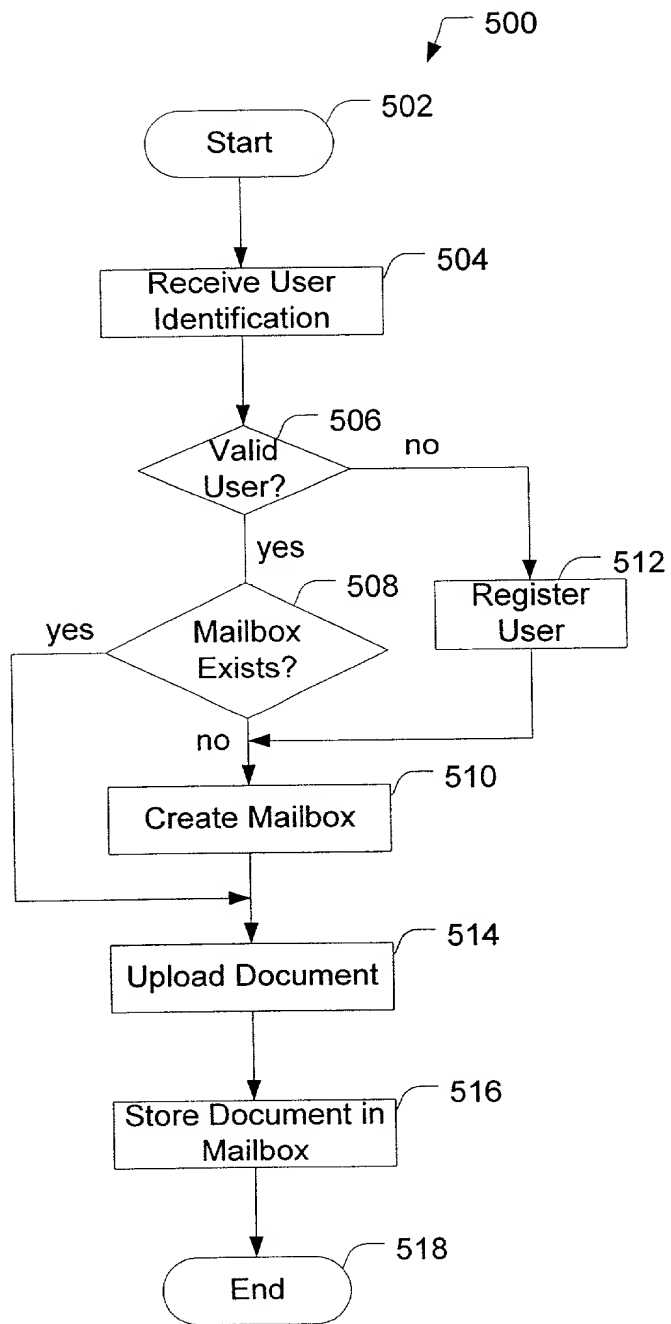 500
502
Start
504
Receive User
Identification
506
Valid
User?
no
yes
512
Register
User
508
yes
Mailbox
Exists?
no
510
Create Mailbox
514
Upload Document
516
Store Document in
Mailbox
518
End